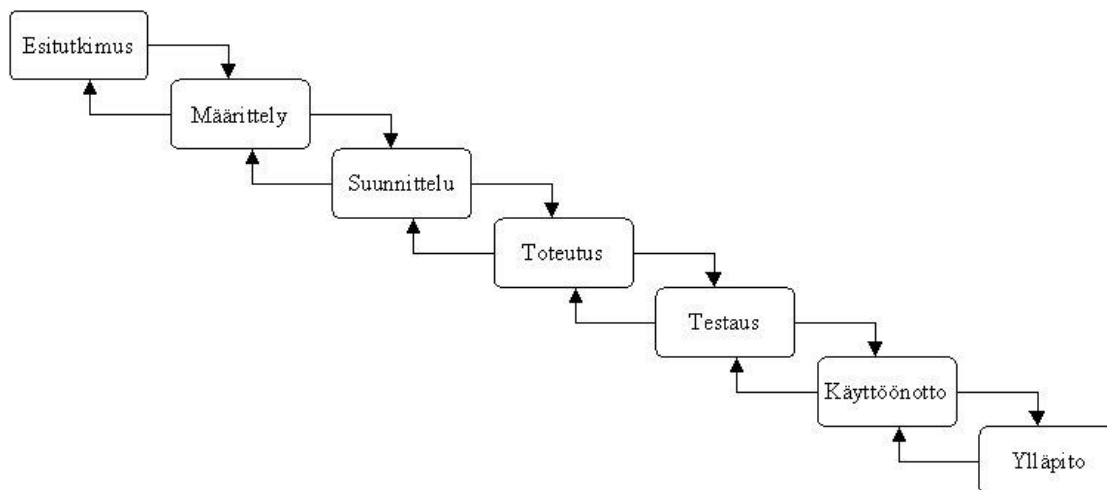 Esitutkimus
Määrittely
Suunnittelu
Toteutus
Testaus
Käyttöönotto
Ylläpito